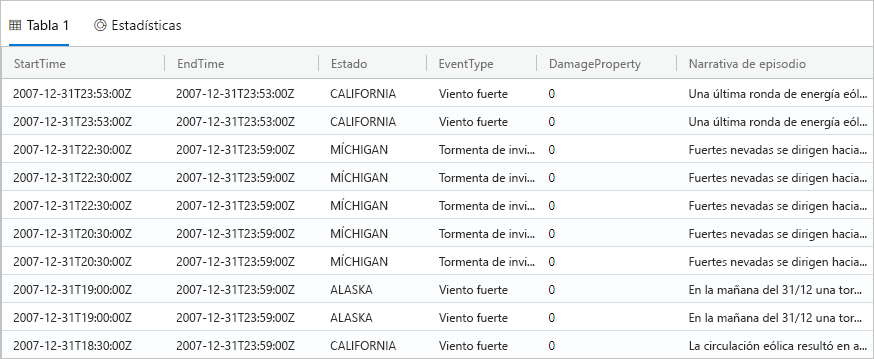 Tabla 1 Estadísticas
StartTime EndTime Estado EventType DamageProperty Narrativa de episodio
2007-12-31T23:53:00Z 2007-12-31T23:53:00Z CALIFORNIA Viento fuerte 0 Una última ronda de energía eól...
2007-12-31T23:53:00Z 2007-12-31T23:53:00Z CALIFORNIA Viento fuerte 0 Una última ronda de energía eól...
2007-12-31T22:30:00Z 2007-12-31T23:59:00Z MÍCHIGAN Tormenta de invi... 0 Fuertes nevadas se dirigen hacia...
2007-12-31T22:30:00Z 2007-12-31T23:59:00Z MÍCHIGAN Tormenta de invi... 0 Fuertes nevadas se dirigen hacia...
2007-12-31T22:30:00Z 2007-12-31T23:59:00Z MÍCHIGAN Tormenta de invi... 0 Fuertes nevadas se dirigen hacia...
2007-12-31T20:30:00Z 2007-12-31T23:59:00Z MÍCHIGAN Tormenta de invi... 0 Fuertes nevadas se dirigen hacia...
2007-12-31T20:30:00Z 2007-12-31T23:59:00Z MÍCHIGAN Tormenta de invi... 0 Fuertes nevadas se dirigen hacia...
2007-12-31T19:00:00Z 2007-12-31T23:59:00Z ALASKA Viento fuerte 0 En la mañana del 31/12 una tor...
2007-12-31T19:00:00Z 2007-12-31T23:59:00Z ALASKA Viento fuerte 0 En la mañana del 31/12 una tor...
2007-12-31T18:30:00Z 2007-12-31T23:59:00Z CALIFORNIA Viento fuerte 0 La circulación eólica resultó en a...